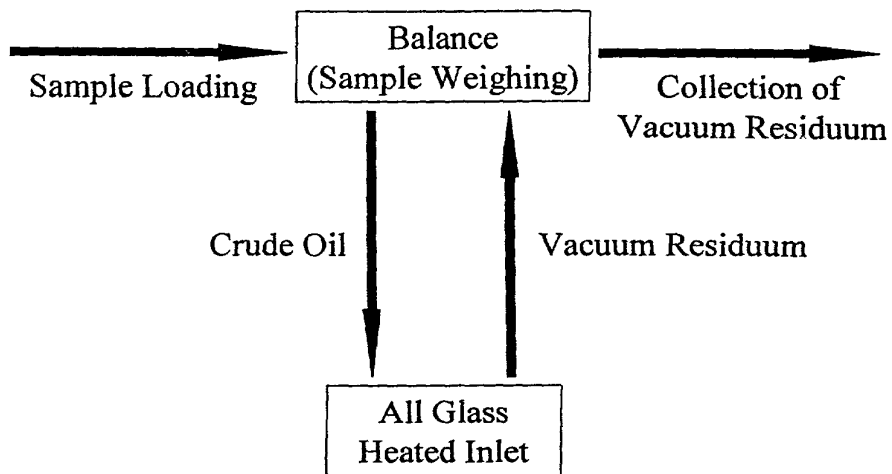 Balance
(Sample Weighing)
Sample Loading
Collection of
Vacuum Residuum
Crude Oil
Vacuum Residuum
All Glass
Heated Inlet